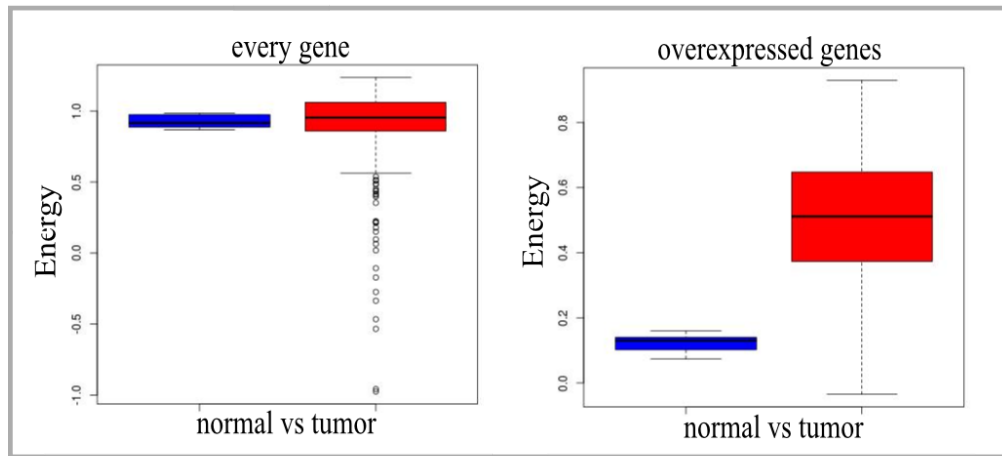 every gene
Energy
1.0
0.5
0.0
-0.5
-1.0
normal vs tumor
overexpressed genes
Energy
0.8
0.6
0.4
0.2
0.0
normal vs tumor